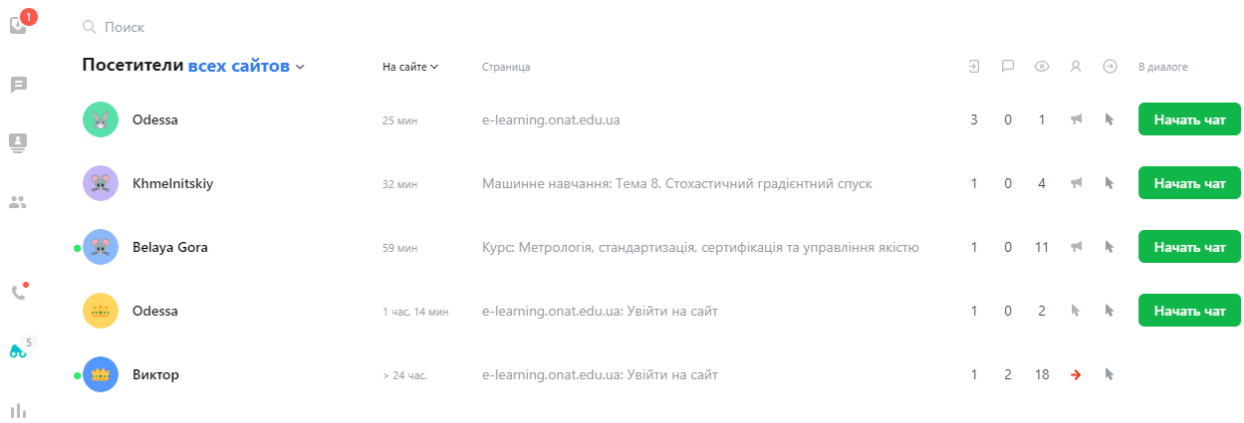 1
Поиск
Посетители всех сайтов На сайте Страница В диалоге
Odessa 25 мин e-learning.onat.edu.ua 3 0 1 Начать чат
Khmelnitskiy 32 мин Машинне навчання: Тема 8. Стохастичний градієнтний спуск 1 0 4 Начать чат
Belaya Gora 59 мин Курс: Метрологія, стандартизація, сертифікація та управління якістю 1 0 11 Начать чат
Odessa 1 час. 14 мин e-learning.onat.edu.ua: Увійти на сайт 1 0 2 Начать чат
5
Виктор > 24 час. e-learning.onat.edu.ua: Увійти на сайт 1 2 18